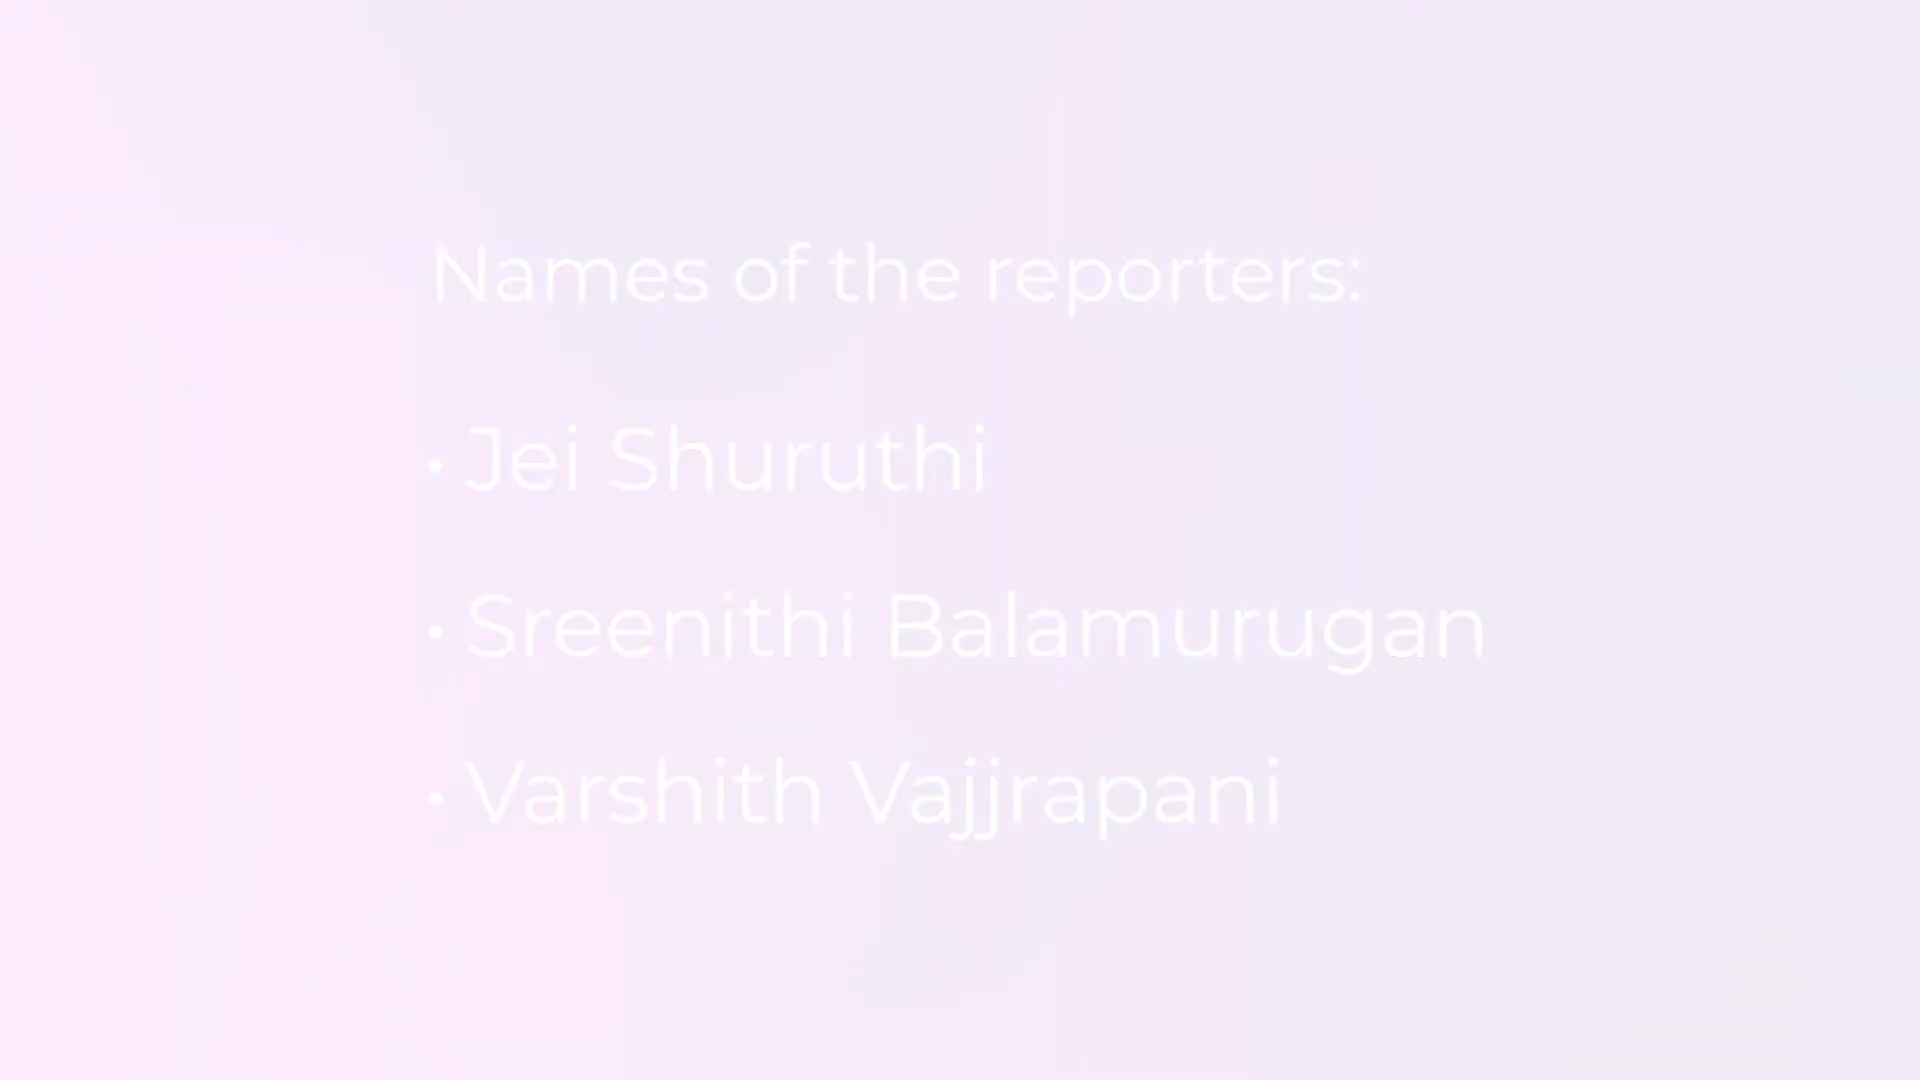 Names of the reporters:
• Jei Shuruthi
• Sreenithi Balamurugan
• Varshith Vajjrapani